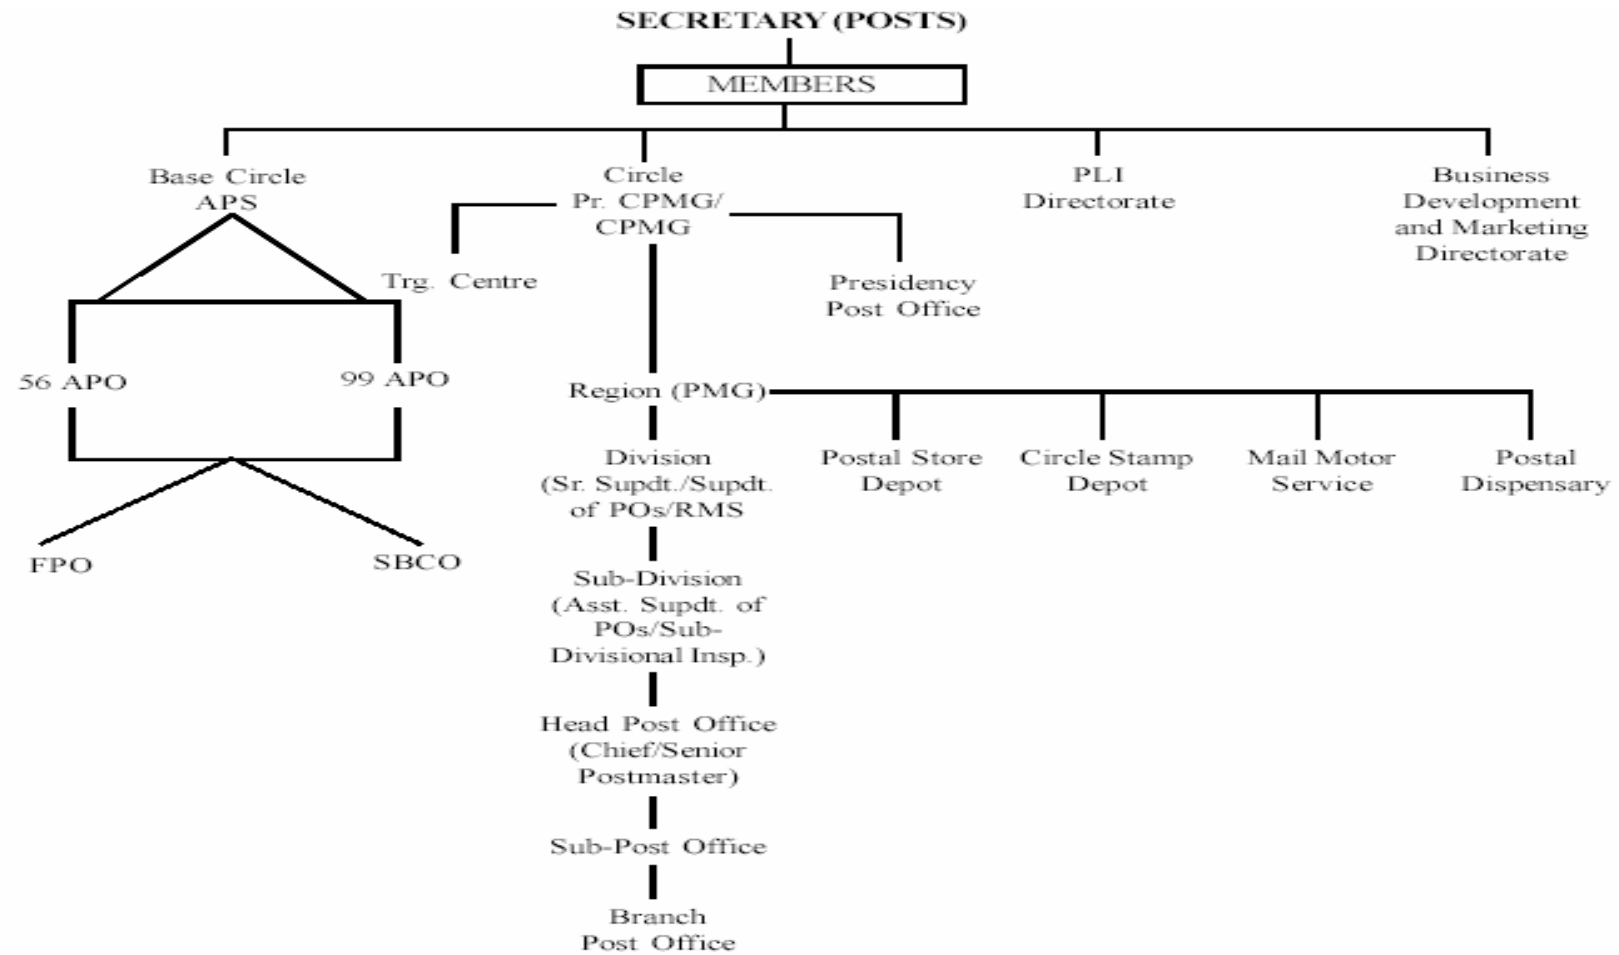 SECRETARY (POSTS)
MEMBERS
Base Circle
APS
Circle
Pr. CPMG/
CPMG
PLI
Directorate
Business
Development
and Marketing
Directorate
Trg. Centre
Presidency
Post Office
56 APO
99 APO
Region (PMG)
Division
(Sr. Supdt./Supdt.
of POs/RMS
Postal Store
Depot
Circle Stamp
Depot
Mail Motor
Service
Postal
Dispensary
FPO
SBCO
Sub-Division
(Asst. Supdt. of
POs/Sub-
Divisional Insp.)
Head Post Office
(Chief/Senior
Postmaster)
Sub-Post Office
Branch
Post Office